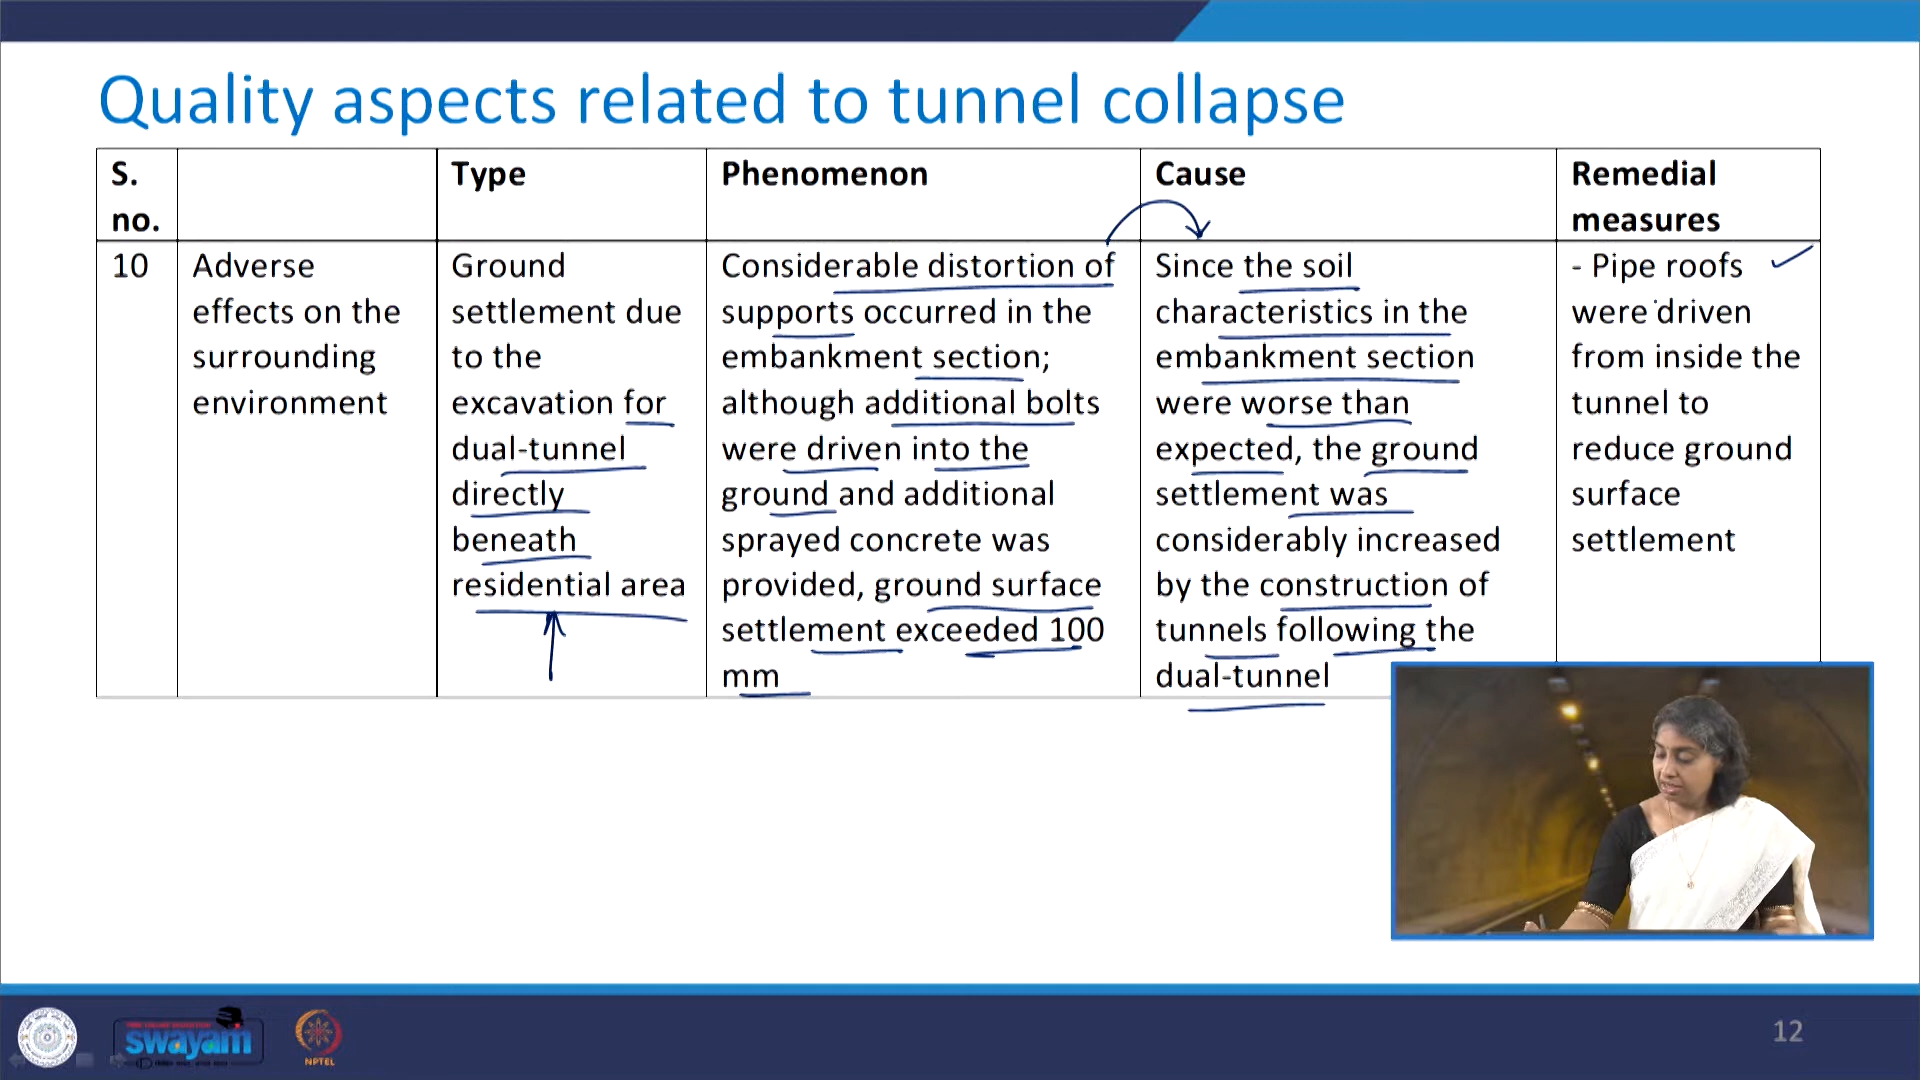 Quality aspects related to tunnel collapse
S.
no.
Type
Phenomenon
Cause
Remedial
measures
10
Adverse
effects on the
surrounding
environment
Ground
settlement due
to the
excavation for
dual-tunnel
directly
beneath
residential area
Considerable distortion of
supports occurred in the
embankment section;
although additional bolts
were driven into the
ground and additional
sprayed concrete was
provided, ground surface
settlement exceeded 100
mm
Since the soil
characteristics in the
embankment section
were worse than
expected, the ground
settlement was
considerably increased
by the construction of
tunnels following the
dual-tunnel
- Pipe roofs
were driven
from inside the
tunnel to
reduce ground
surface
settlement
swayam
NPTEL
12